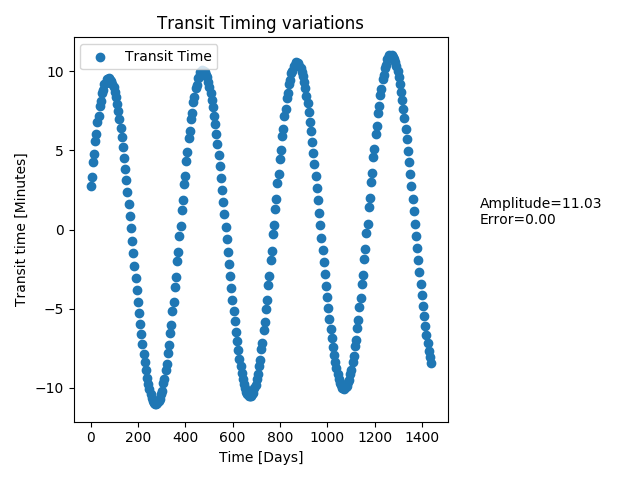 Transit Timing variations
Transit Time
10
5
0
−5
−10
Transit time [Minutes]
0 200 400 600 800 1000 1200 1400
Time [Days]
Amplitude=11.03
Error=0.00